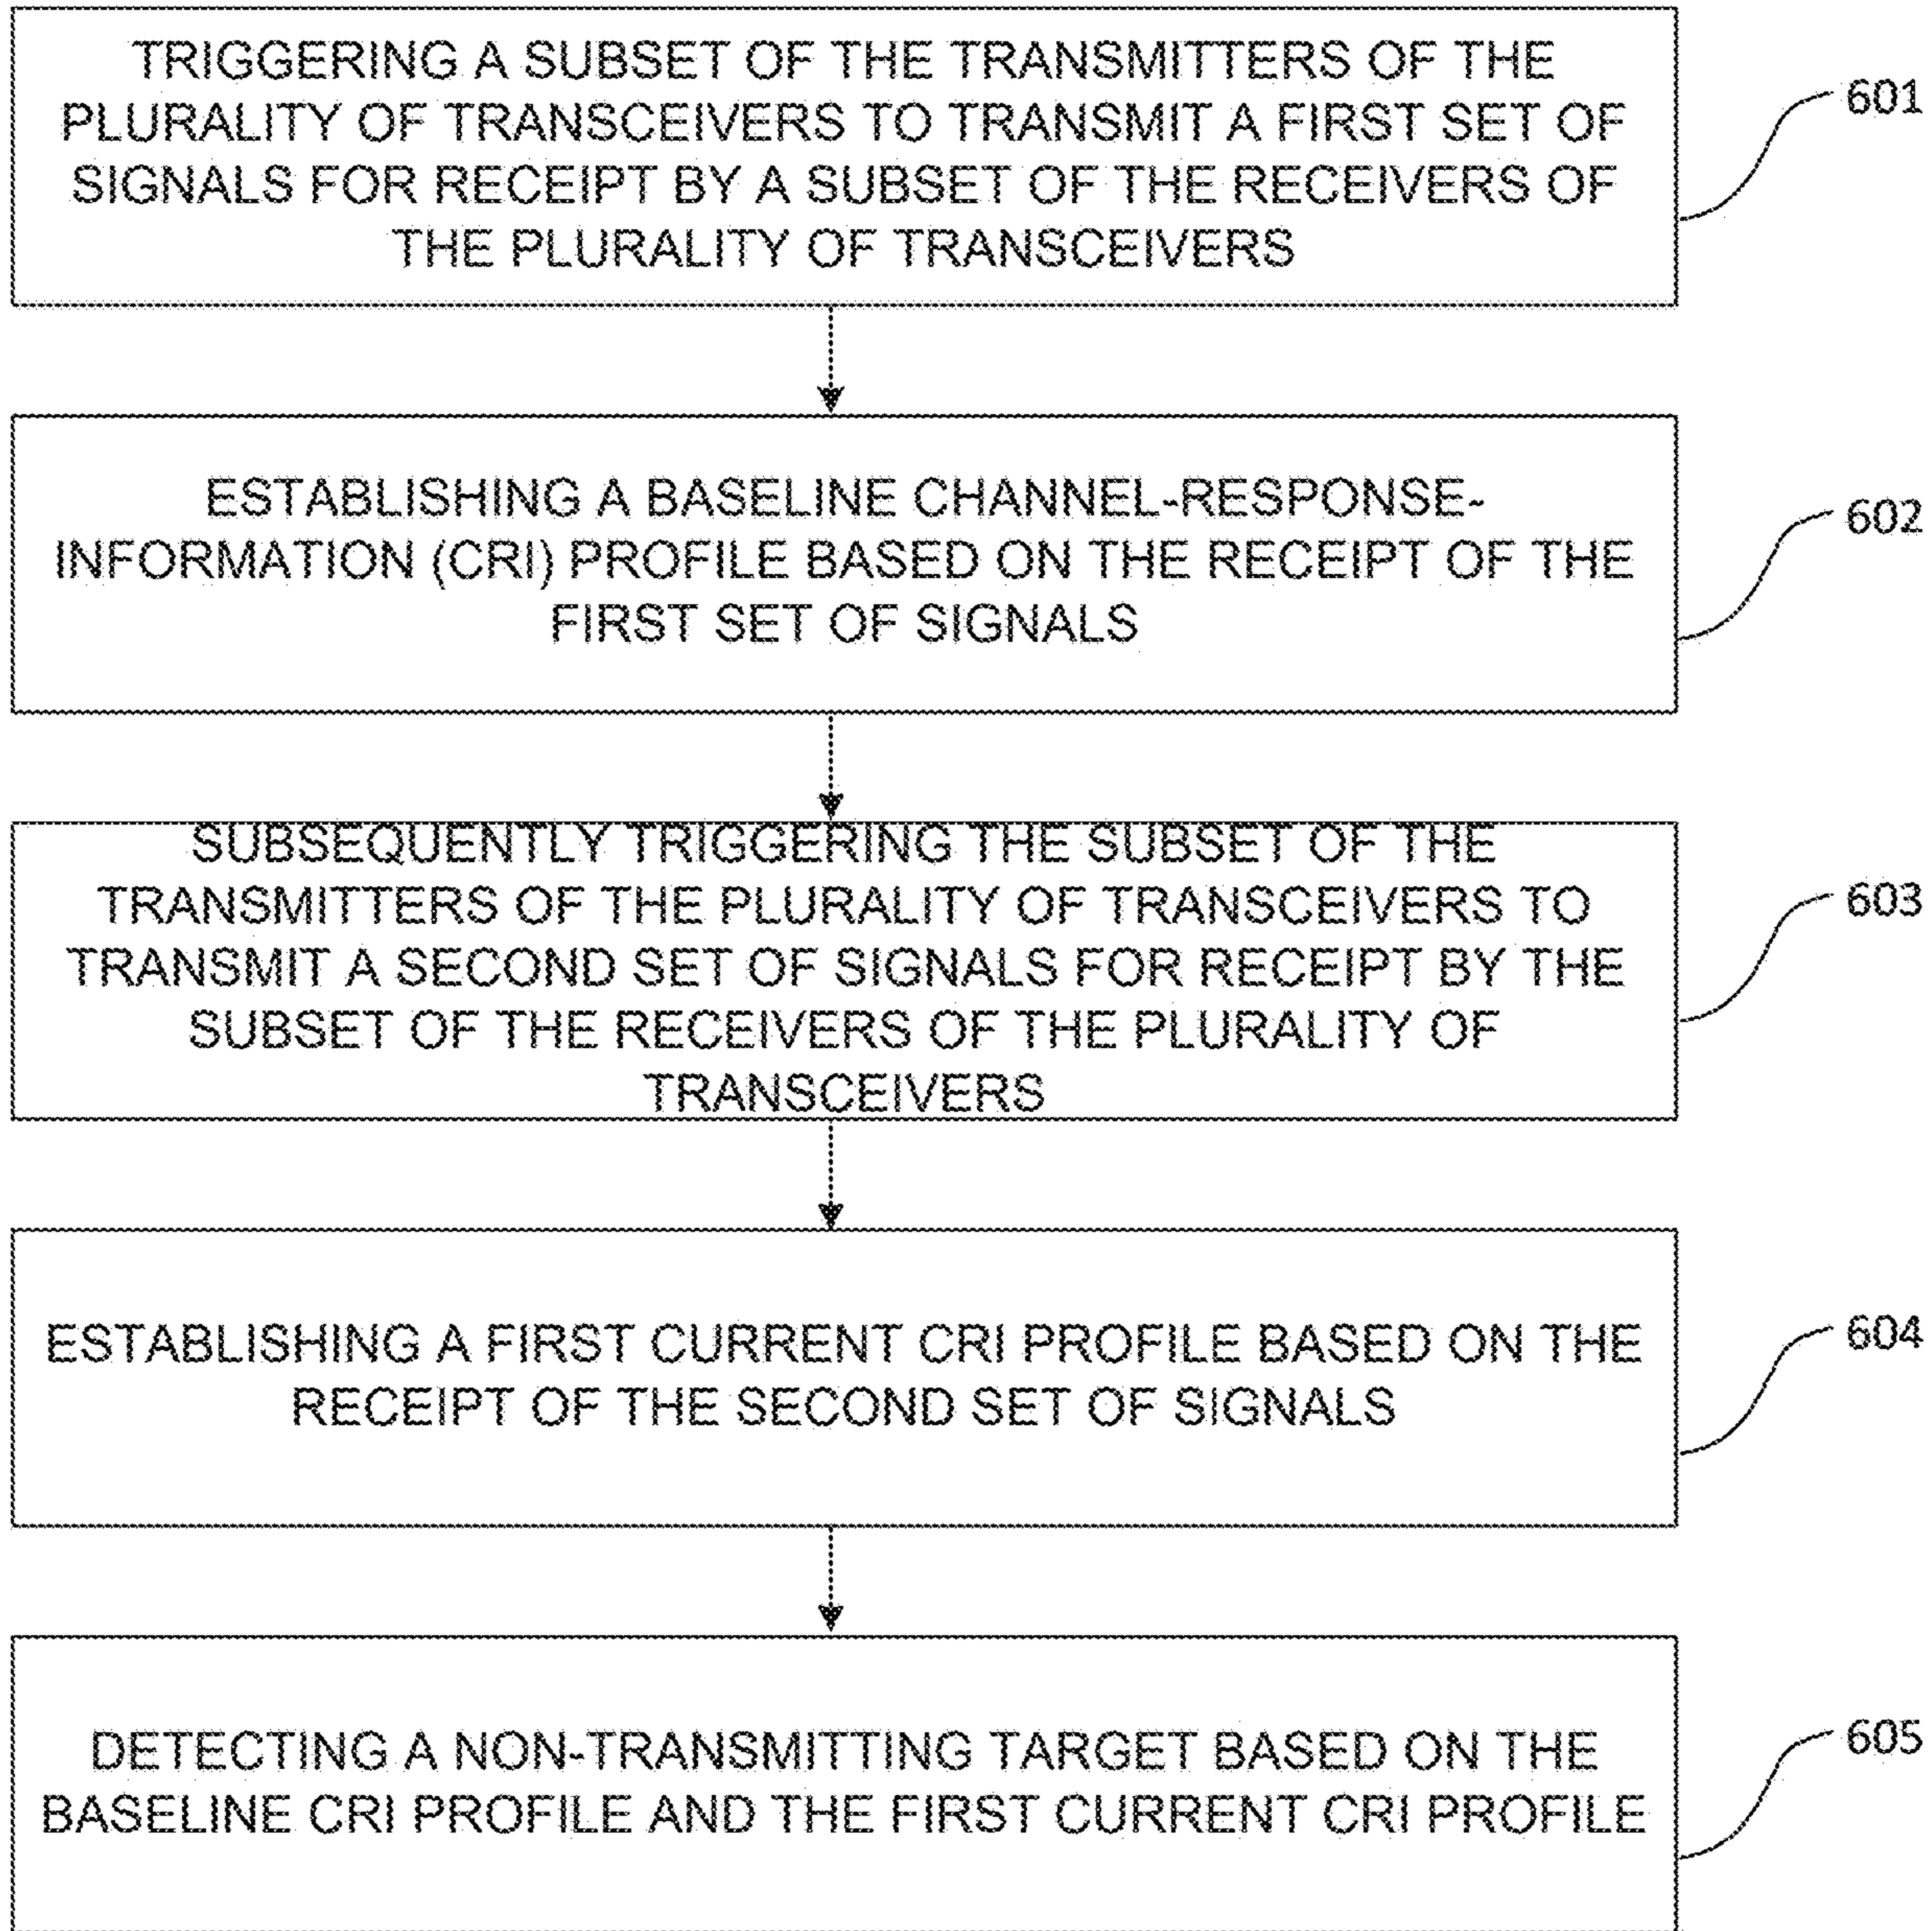 TRIGGERING A SUBSET OF THE TRANSMITTERS OF THE
PLURALITY OF TRANSCEIVERS TO TRANSMIT A FIRST SET OF
SIGNALS FOR RECEIPT BY A SUBSET OF THE RECEIVERS OF
THE PLURALITY OF TRANSCEIVERS
601
ESTABLISHING A BASELINE CHANNEL-RESPONSE-
INFORMATION (CRI) PROFILE BASED ON THE RECEIPT OF THE
FIRST SET OF SIGNALS
602
SUBSEQUENTLY TRIGGERING THE SUBSET OF THE
TRANSMITTERS OF THE PLURALITY OF TRANSCEIVERS TO
TRANSMIT A SECOND SET OF SIGNALS FOR RECEIPT BY THE
SUBSET OF THE RECEIVERS OF THE PLURALITY OF
TRANSCEIVERS
603
ESTABLISHING A FIRST CURRENT CRI PROFILE BASED ON THE
RECEIPT OF THE SECOND SET OF SIGNALS
604
DETECTING A NON-TRANSMITTING TARGET BASED ON THE
BASELINE CRI PROFILE AND THE FIRST CURRENT CRI PROFILE
605